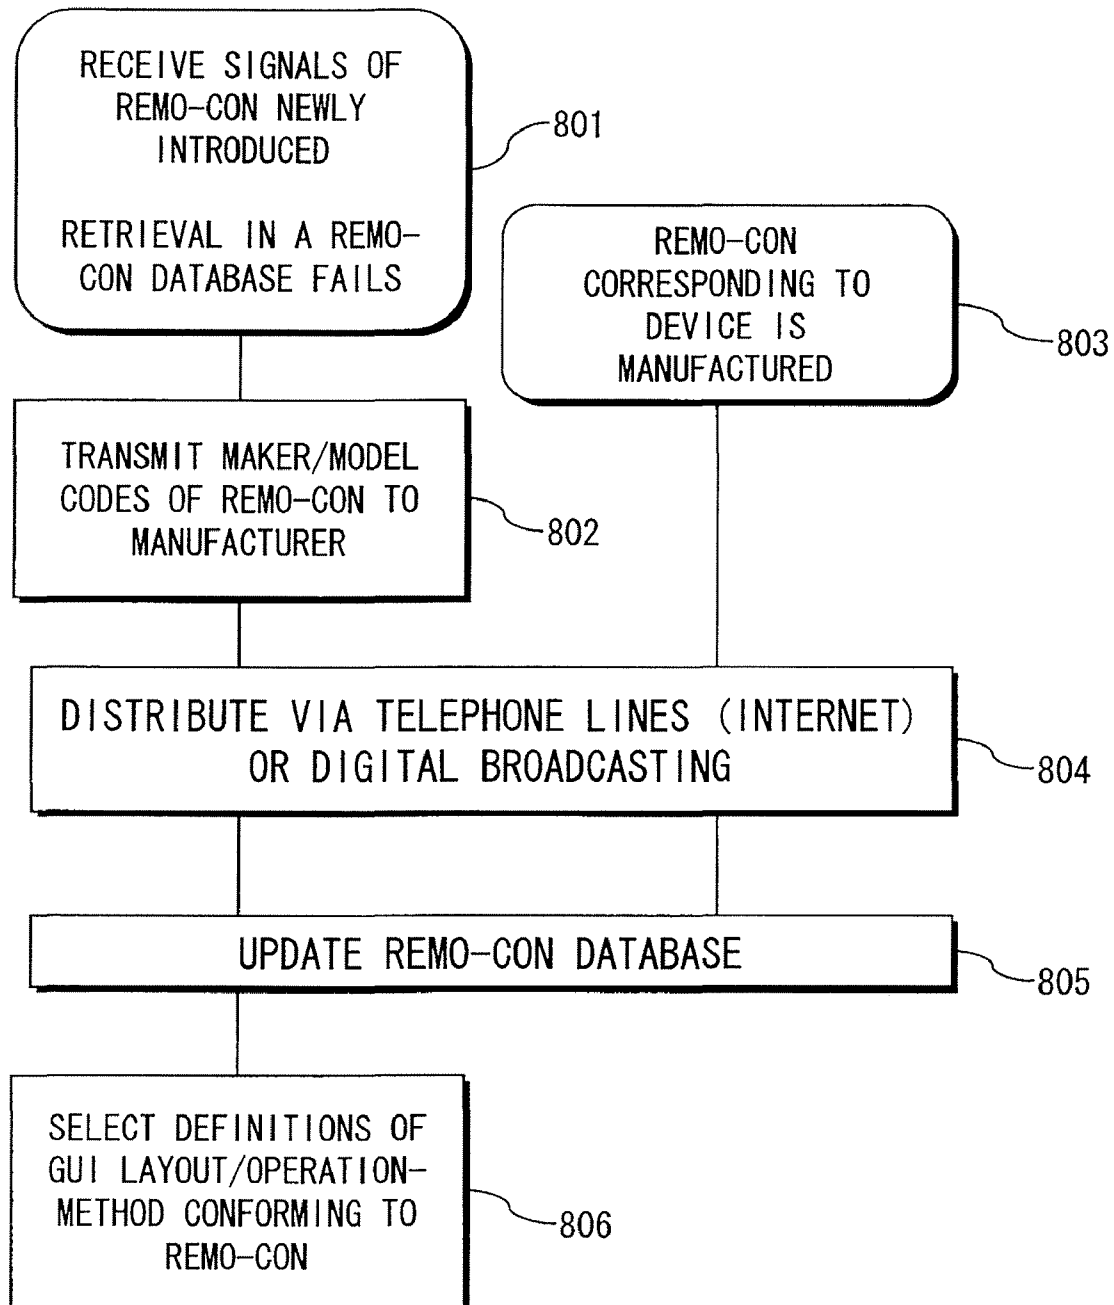 RECEIVE SIGNALS OF
REMO-CON NEWLY
INTRODUCED
RETRIEVAL IN A REMO-
CON DATABASE FAILS
801
REMO-CON
CORRESPONDING TO
DEVICE IS
MANUFACTURED
803
TRANSMIT MAKER/MODEL
CODES OF REMO-CON TO
MANUFACTURER
802
DISTRIBUTE VIA TELEPHONE LINES (INTERNET)
OR DIGITAL BROADCASTING
804
UPDATE REMO-CON DATABASE
805
SELECT DEFINITIONS OF
GUI LAYOUT/OPERATION-
METHOD CONFORMING TO
REMO-CON
806